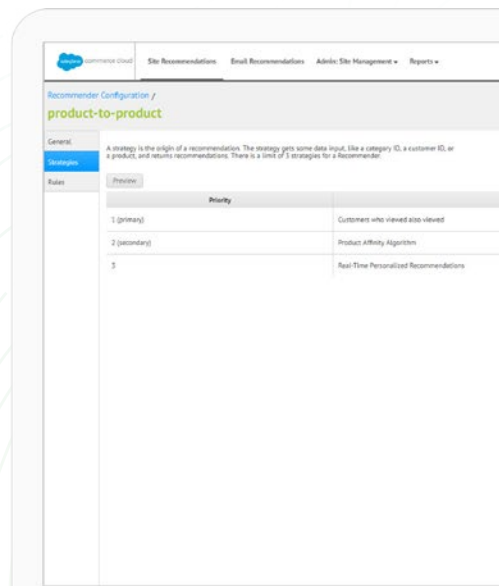 salesforce commerce cloud
Site Recommendations Email Recommendations Admin: Site Management Reports
Recommender Configuration /
product-to-product
General
Strategies
Rules
A strategy is the origin of a recommendation. The strategy gets some data input, like a category ID, a customer ID, or
a product, and returns recommendations. There is a limit of 3 strategies for a Recommender.
Preview
Priority
1 (primary) Customers who viewed also viewed
2 (secondary) Product Affinity Algorithm
3 Real-Time Personalized Recommendations